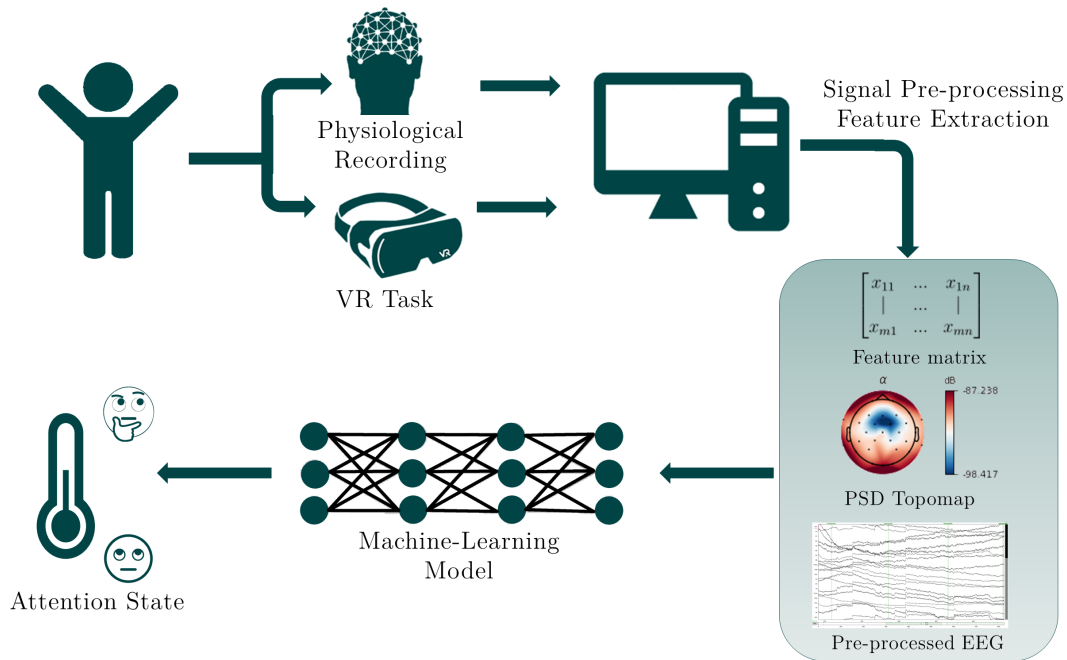 Physiological
Recording
VR
VR Task
Signal Pre-processing
Feature Extraction
x11 ... x1n
| ... |
xm1 ... xmn
Feature matrix
α
dB
-87.238
-98.417
PSD Topomap
Pre-processed EEG
Machine-Learning
Model
Attention State